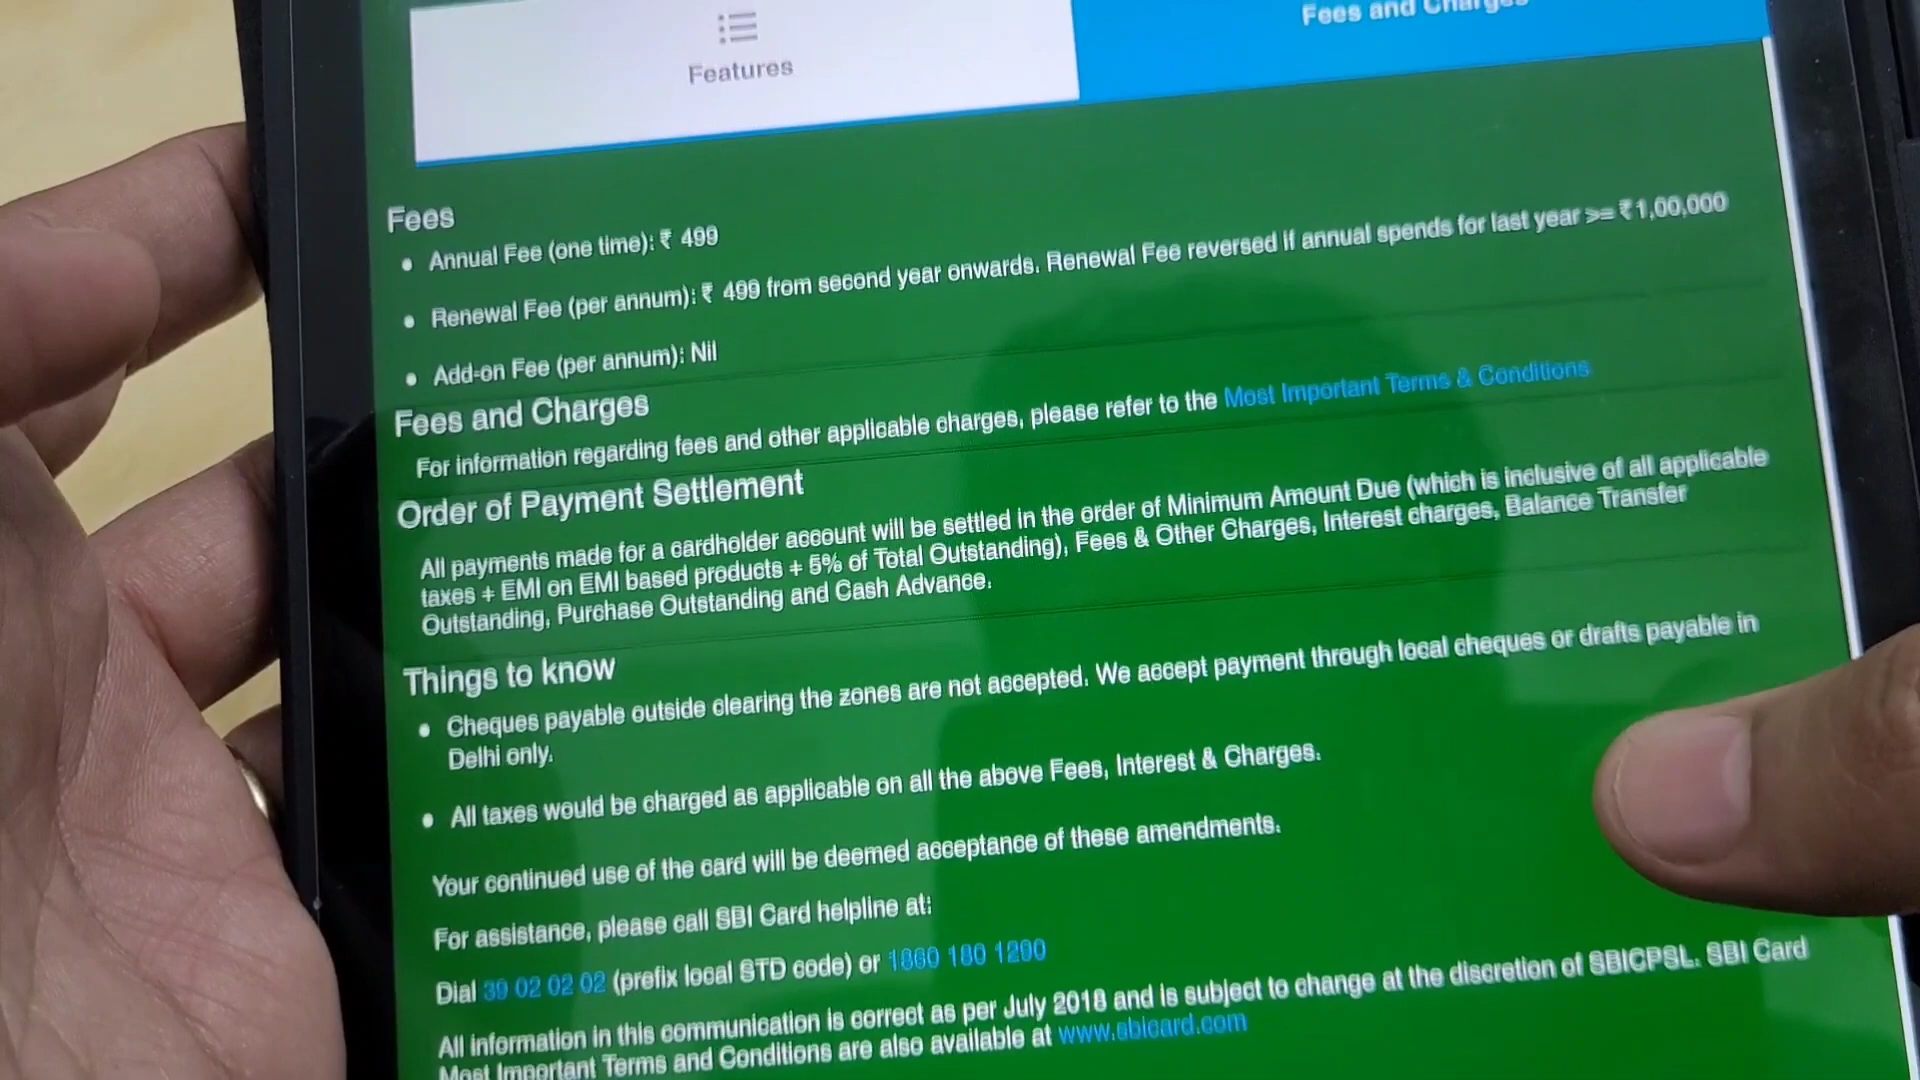 Features
Fees and Charges
Fees
Annual Fee (one time): ₹ 499
Renewal Fee (per annum): ₹ 499 from second year onwards. Renewal Fee reversed if annual spends for last year >= ₹ 1,00,000
Add-on Fee (per annum): Nil
Fees and Charges
For information regarding fees and other applicable charges, please refer to the Most Important Terms & Conditions
Order of Payment Settlement
All payments made for a cardholder account will be settled in the order of Minimum Amount Due (which is inclusive of all applicable
taxes + EMI on EMI based products + 5% of Total Outstanding), Fees & Other Charges, Interest charges, Balance Transfer
Outstanding, Purchase Outstanding and Cash Advance.
Things to know
Cheques payable outside clearing the zones are not accepted. We accept payment through local cheques or drafts payable in
Delhi only.
All taxes would be charged as applicable on all the above Fees, Interest & Charges.
Your continued use of the card will be deemed acceptance of these amendments.
For assistance, please call SBI Card helpline at:
Dial 39 02 02 02 (prefix local STD code) or 1860 180 1290
All information in this communication is correct as per July 2018 and is subject to change at the discretion of SBICPSL. SBI Card
Most Important Terms and Conditions are also available at www.sbicard.com